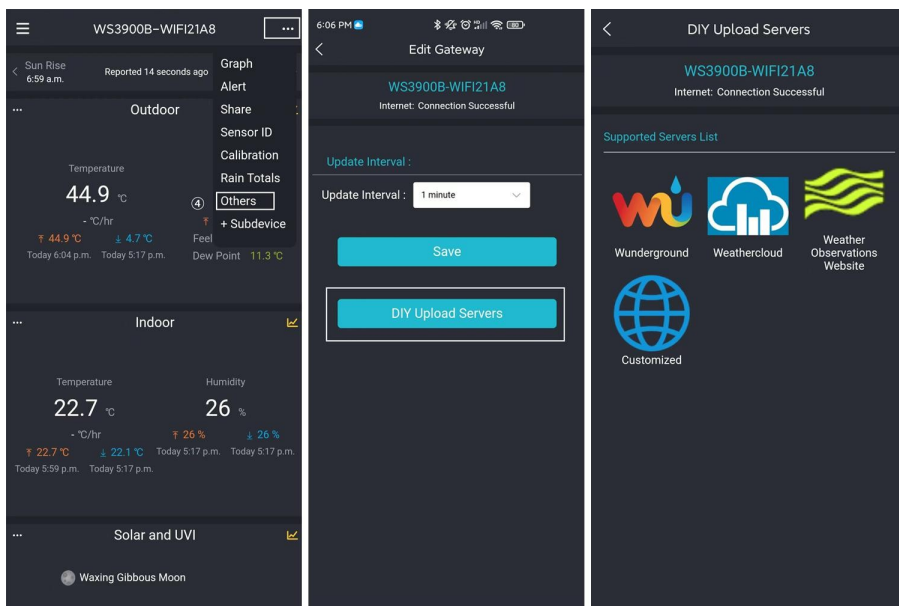 WS3900B-WIFI21A8
...
< Sun Rise
6:59 a.m.
Reported 14 seconds ago
Graph
Alert
Share
Sensor ID
Calibration
Rain Totals
④ Others
+ Subdevice
Outdoor
Temperature
44.9 ℃
- ℃/hr
44.9 ℃ 4.7 ℃
Today 6:04 p.m. Today 5:17 p.m.
Feel
Dew Point 11.3 ℃
Indoor
Temperature
22.7 ℃
- ℃/hr
22.7 ℃ 22.1 ℃
Today 5:59 p.m. Today 5:17 p.m.
Humidity
26 %
26 % 26 %
Today 5:17 p.m. Today 5:17 p.m.
Solar and UVI
Waxing Gibbous Moon
6:06 PM
80
Edit Gateway
WS3900B-WIFI21A8
Internet: Connection Successful
Update Interval :
Update Interval : 1 minute
Save
DIY Upload Servers
DIY Upload Servers
WS3900B-WIFI21A8
Internet: Connection Successful
Supported Servers List
Wunderground
Weathercloud
Weather
Observations
Website
Customized